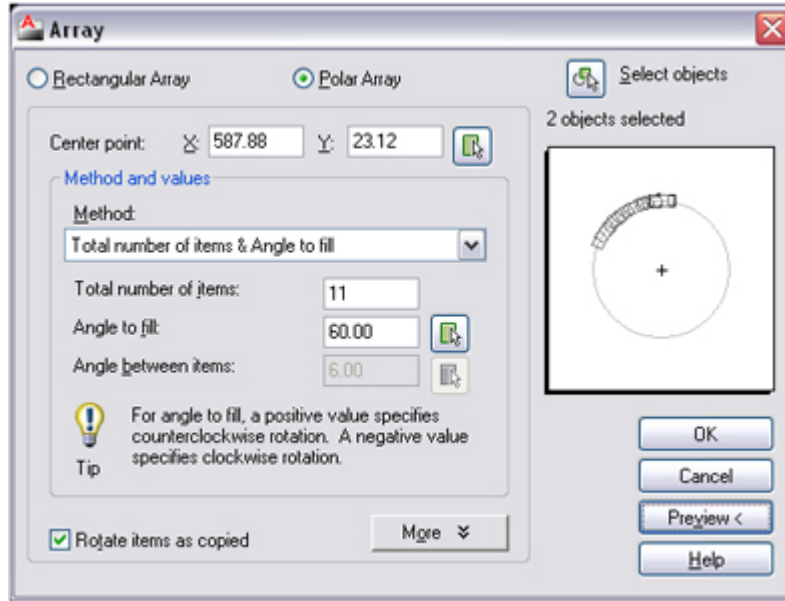 Array
Rectangular Array
Polar Array
Select objects
Center point:
X: 587.88
Y: 23.12
2 objects selected
Method and values
Method:
Total number of items & Angle to fill
Total number of items: 11
Angle to fill: 60.00
Angle between items: 6.00
For angle to fill, a positive value specifies
counterclockwise rotation. A negative value
specifies clockwise rotation.
Tip
Rotate items as copied
More
OK
Cancel
Preview <
Help